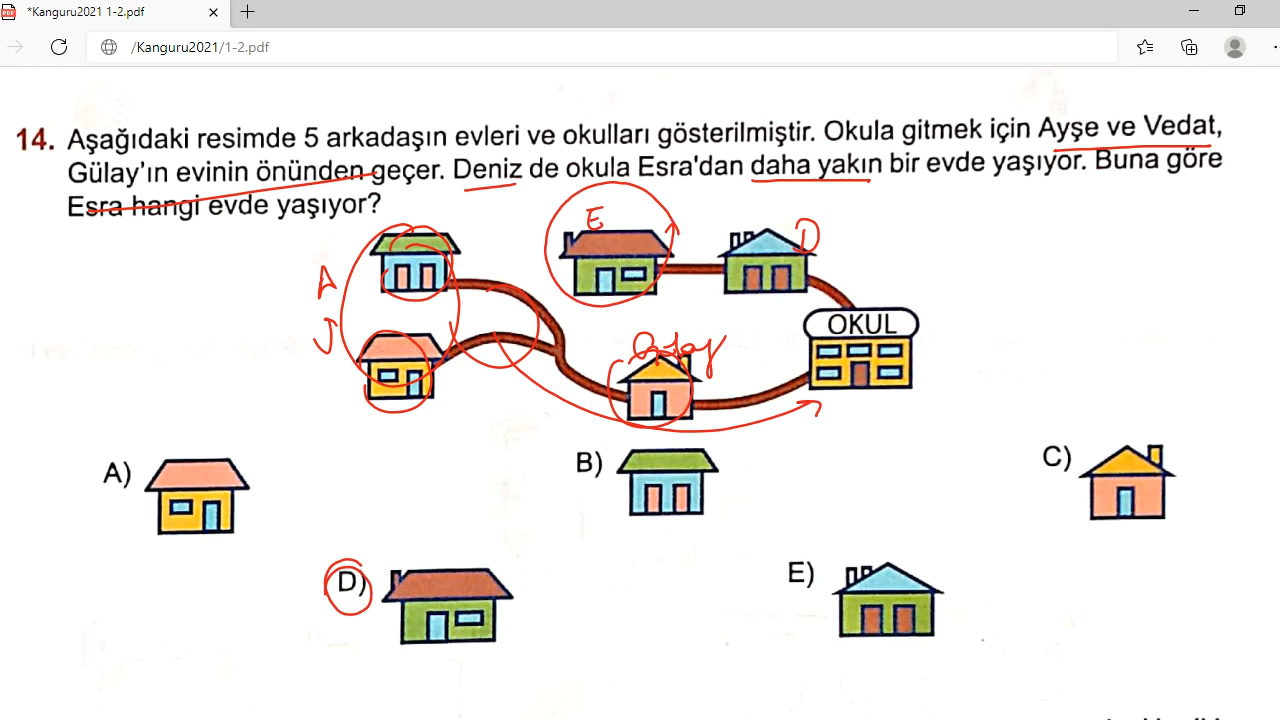 *Kanguru2021 1-2.pdf
/Kanguru2021/1-2.pdf
14. Aşağıdaki resimde 5 arkadaşın evleri ve okulları gösterilmiştir. Okula gitmek için Ayşe ve Vedat,
Gülay'ın evinin önünden geçer. Deniz de okula Esra'dan daha yakın bir evde yaşıyor. Buna göre
Esra hangi evde yaşıyor?
E
D
A
OKUL
Gülay
A)
B)
C)
D)
E)